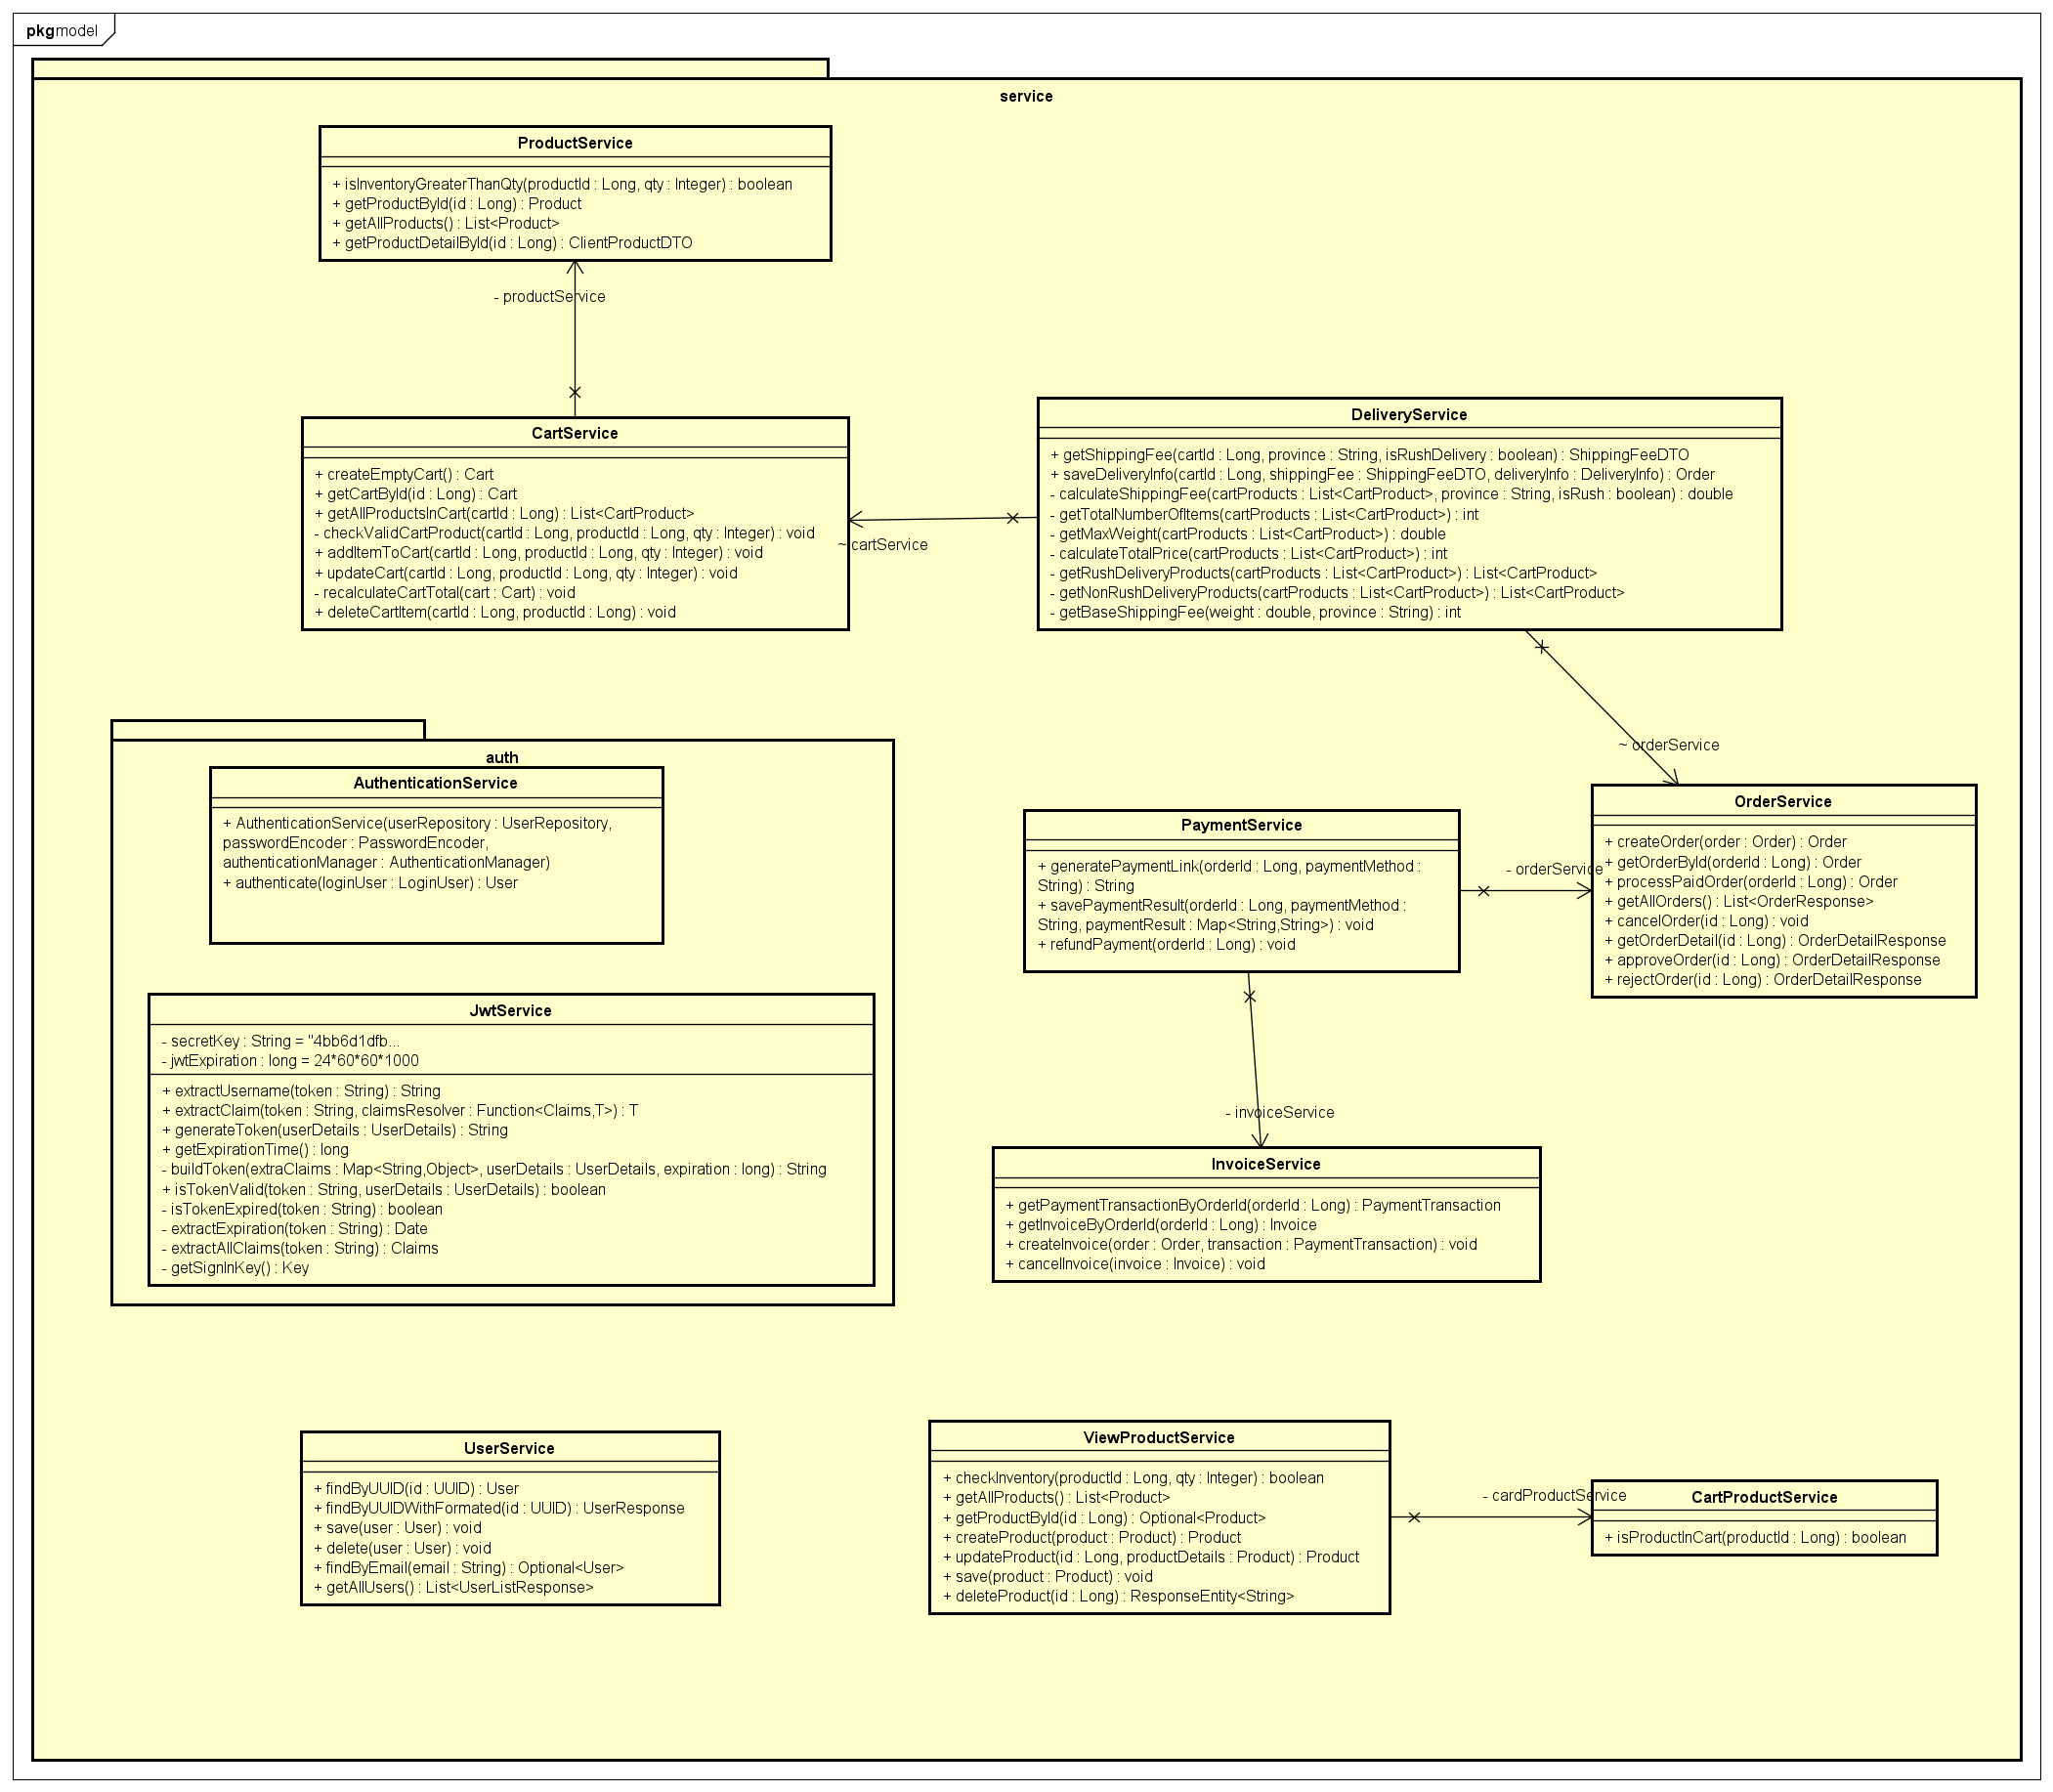 pkg model
service
ProductService
+ isInventoryGreaterThanQty(productId : Long, qty : Integer) : boolean
+ getProductById(id : Long) : Product
+ getAllProducts() : List<Product>
+ getProductDetailById(id : Long) : ClientProductDTO
- productService
CartService
+ createEmptyCart() : Cart
+ getCartById(id : Long) : Cart
+ getAllProductsInCart(cartId : Long) : List<CartProduct>
- checkValidCartProduct(cartId : Long, productId : Long, qty : Integer) : void
+ addItemToCart(cartId : Long, productId : Long, qty : Integer) : void
+ updateCart(cartId : Long, productId : Long, qty : Integer) : void
- recalculateCartTotal(cart : Cart) : void
+ deleteCartItem(cartId : Long, productId : Long) : void
~ cartService
DeliveryService
+ getShippingFee(cartId : Long, province : String, isRushDelivery : boolean) : ShippingFeeDTO
+ saveDeliveryInfo(cartId : Long, shippingFee : ShippingFeeDTO, deliveryInfo : DeliveryInfo) : Order
- calculateShippingFee(cartProducts : List<CartProduct>, province : String, isRush : boolean) : double
- getTotalNumberOfItems(cartProducts : List<CartProduct>) : int
- getMaxWeight(cartProducts : List<CartProduct>) : double
- calculateTotalPrice(cartProducts : List<CartProduct>) : int
- getRushDeliveryProducts(cartProducts : List<CartProduct>) : List<CartProduct>
- getNonRushDeliveryProducts(cartProducts : List<CartProduct>) : List<CartProduct>
- getBaseShippingFee(weight : double, province : String) : int
~ orderService
auth
AuthenticationService
+ AuthenticationService(userRepository : UserRepository,
passwordEncoder : PasswordEncoder,
authenticationManager : AuthenticationManager)
+ authenticate(loginUser : LoginUser) : User
JwtService
- secretKey : String = "4bb6d1dfb...
- jwtExpiration : long = 24*60*60*1000
+ extractUsername(token : String) : String
+ extractClaim(token : String, claimsResolver : Function<Claims,T>) : T
+ generateToken(userDetails : UserDetails) : String
+ getExpirationTime() : long
- buildToken(extraClaims : Map<String,Object>, userDetails : UserDetails, expiration : long) : String
+ isTokenValid(token : String, userDetails : UserDetails) : boolean
- isTokenExpired(token : String) : boolean
- extractExpiration(token : String) : Date
- extractAllClaims(token : String) : Claims
- getSignInKey() : Key
PaymentService
+ generatePaymentLink(orderId : Long, paymentMethod :
String) : String
+ savePaymentResult(orderId : Long, paymentMethod :
String, paymentResult : Map<String,String>) : void
+ refundPayment(orderId : Long) : void
- orderService
OrderService
+ createOrder(order : Order) : Order
+ getOrderById(orderId : Long) : Order
+ processPaidOrder(orderId : Long) : Order
+ getAllOrders() : List<OrderResponse>
+ cancelOrder(id : Long) : void
+ getOrderDetail(id : Long) : OrderDetailResponse
+ approveOrder(id : Long) : OrderDetailResponse
+ rejectOrder(id : Long) : OrderDetailResponse
- invoiceService
InvoiceService
+ getPaymentTransactionByOrderId(orderId : Long) : PaymentTransaction
+ getInvoiceByOrderId(orderId : Long) : Invoice
+ createInvoice(order : Order, transaction : PaymentTransaction) : void
+ cancelInvoice(invoice : Invoice) : void
UserService
+ findByUUID(id : UUID) : User
+ findByUUIDWithFormated(id : UUID) : UserResponse
+ save(user : User) : void
+ delete(user : User) : void
+ findByEmail(email : String) : Optional<User>
+ getAllUsers() : List<UserListResponse>
ViewProductService
+ checkInventory(productId : Long, qty : Integer) : boolean
+ getAllProducts() : List<Product>
+ getProductById(id : Long) : Optional<Product>
+ createProduct(product : Product) : Product
+ updateProduct(id : Long, productDetails : Product) : Product
+ save(product : Product) : void
+ deleteProduct(id : Long) : ResponseEntity<String>
- cardProductService
CartProductService
+ isProductInCart(productId : Long) : boolean